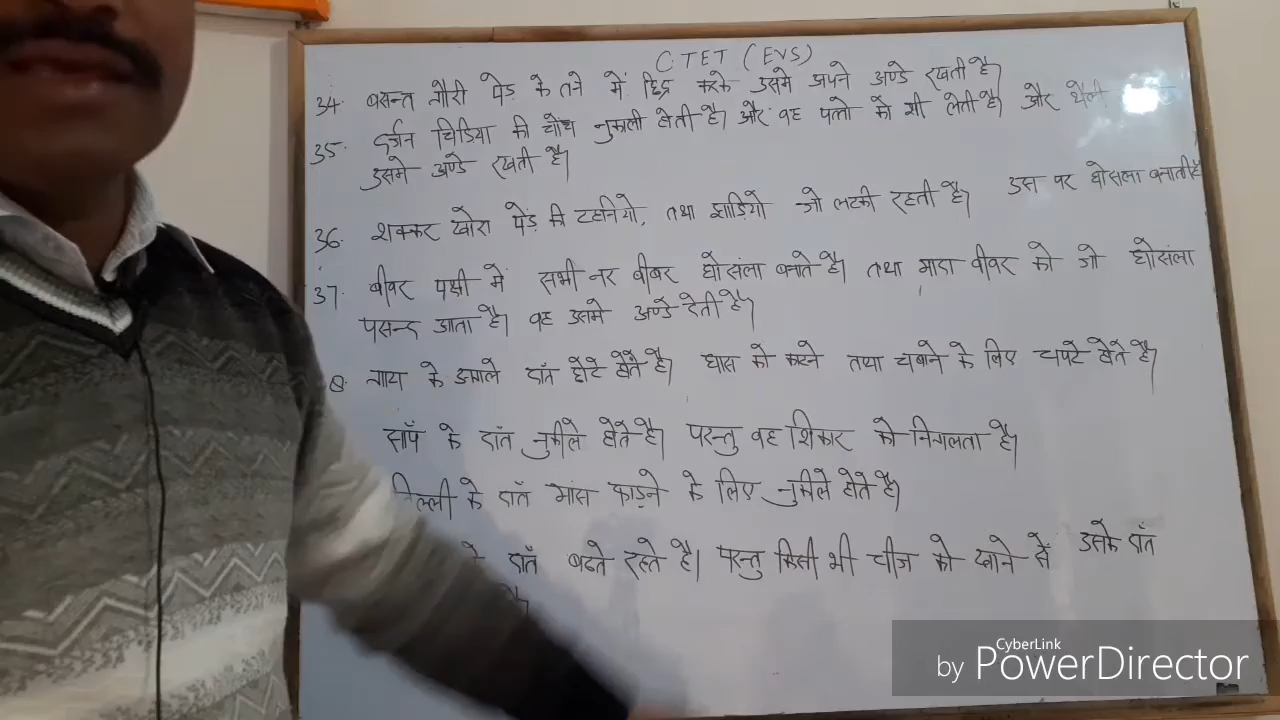 CTET (EVS)
34. बसन्त गौरी पेड़ के तने में छिद्र करके उसमे अपने अण्डे रखती है।
35. दर्जन चिडिया की चोंच नुकाली होती है। और वह पत्तो को सी लेती है। और थैली
उसमे अण्डे रखती है।
36. शक्कर खोरा पेड़ की टहनियो, तथा झाडियो जो लटकी रहती है। उस पर घोसला बनाती है
37. वीवर पक्षी में सभी नर वीवर घोसंला बनाते है। तथा मादा वीवर को जो घोसंला
पसन्द आता है। वह उसमे अण्डे देती है।
8. गाय के अगले दाँत छोटे होते है। घास को काटने तथा चबाने के लिए चपटे होते है।
साँप के दाँत नुकीले होते है। परन्तु वह शिकार को निगलता है।
बिल्ली के दाँत मांस फाड़ने के लिए नुकीले होते है।
दाँत बढते रहते है। परन्तु किसी भी चीज को खाने से उसके दाँत
है।
CyberLink
by PowerDirector